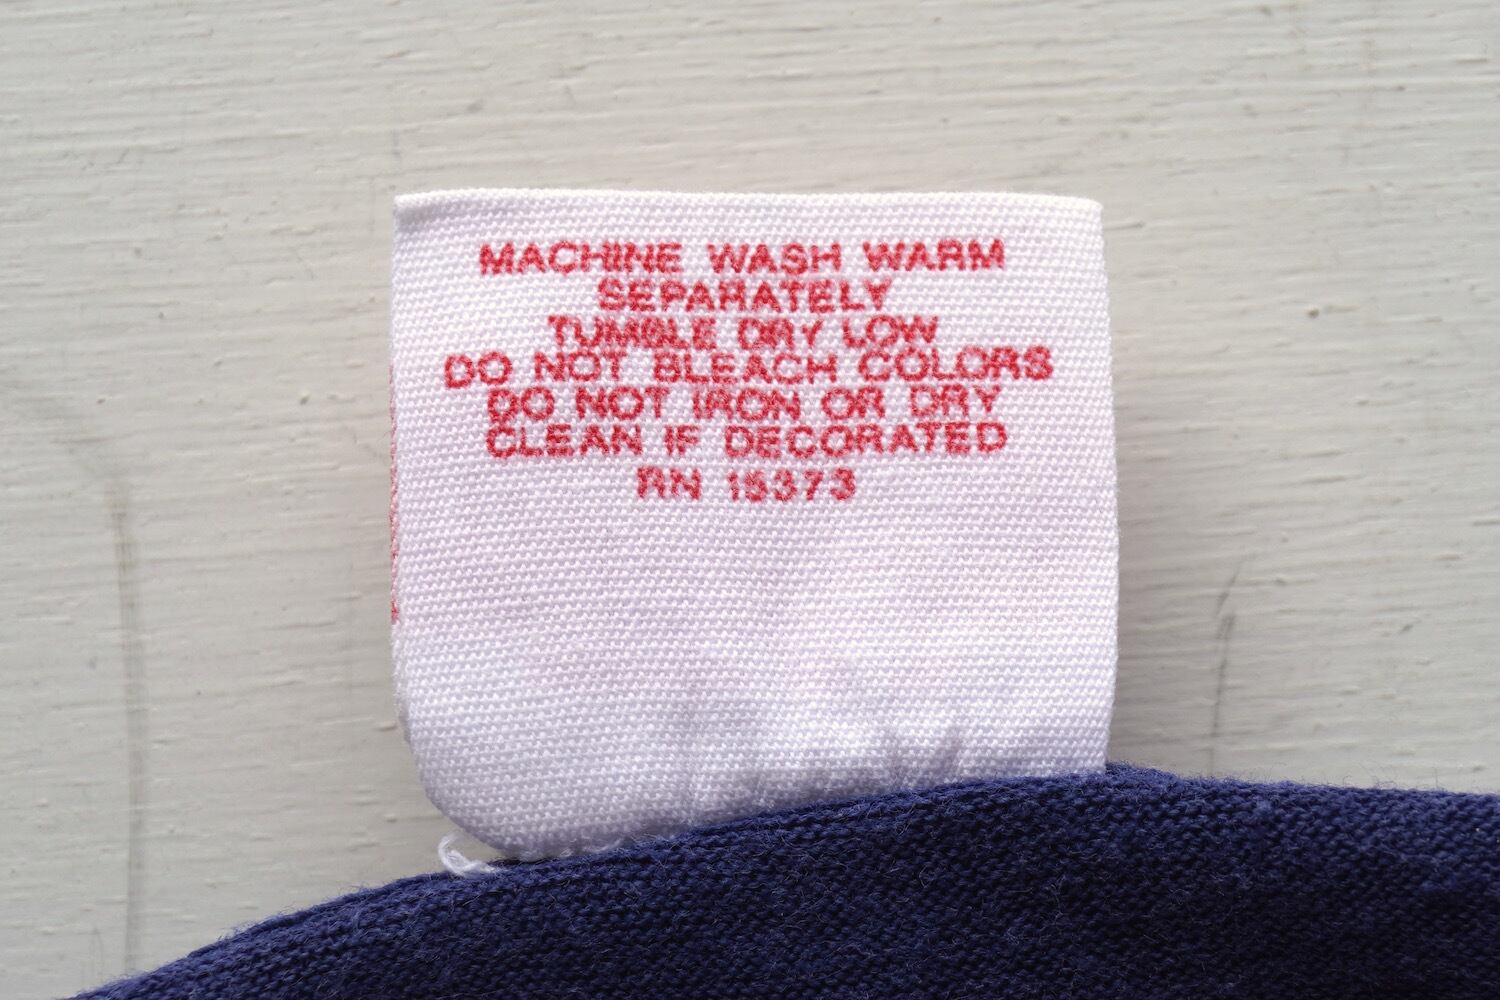 MACHINE WASH WARM
SEPARATELY
TUMBLE DRY LOW
DO NOT BLEACH COLORS
DO NOT IRON OR DRY
CLEAN IF DECORATED
RN 15373